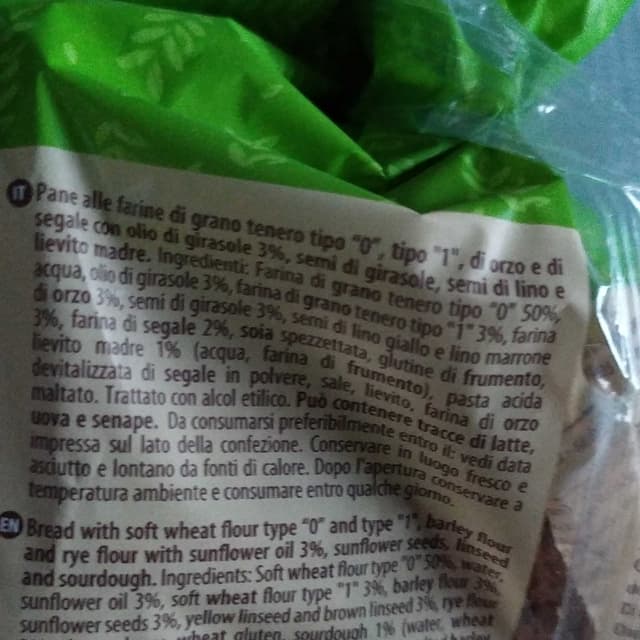 IT Pane alle farine di grano tenero tipo "0", tipo "1", di orzo e di
segale con olio di girasole 3%, semi di girasole, semi di lino e
lievito madre. Ingredienti: Farina di grano tenero tipo "0" 50%,
acqua, olio di girasole 3%, farina di grano tenero tipo "1" 3%, farina
di orzo 3%, semi di girasole 3%, semi di lino giallo e lino marrone
3%, farina di segale 2%, soia spezzettata, glutine di frumento,
lievito madre 1% (acqua, farina di frumento), pasta acida
devitalizzata di segale in polvere, sale, lievito, farina di orzo
maltato. Trattato con alcol etilico. Può contenere tracce di latte,
uova e senape. Da consumarsi preferibilmente entro il: vedi data
impressa sul lato della confezione. Conservare in luogo fresco e
asciutto e lontano da fonti di calore. Dopo l'apertura conservare a
temperatura ambiente e consumare entro qualche giorno.
EN Bread with soft wheat flour type "0" and type "1", barley flour
and rye flour with sunflower oil 3%, sunflower seeds, linseed
and sourdough. Ingredients: Soft wheat flour type "0" 50%, water,
sunflower oil 3%, soft wheat flour type "1" 3%, barley flour 3%,
sunflower seeds 3%, yellow linseed and brown linseed 3%, rye flour
wheat gluten, sourdough 1% (water, wheat